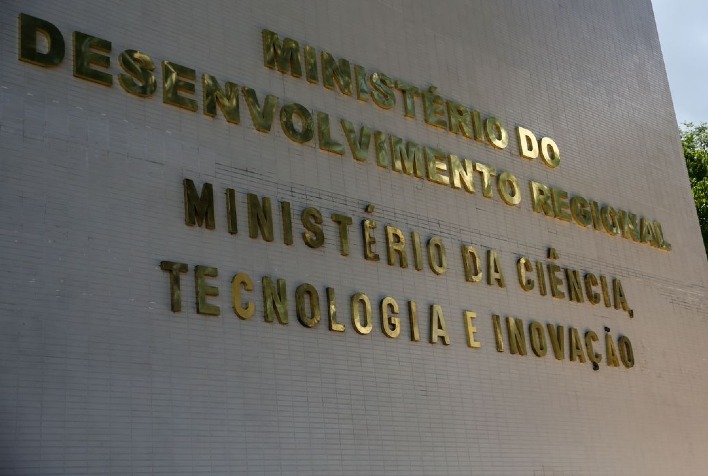 MINISTÉRIO DO
DESENVOLVIMENTO REGIONAL
MINISTÉRIO DA CIÊNCIA,
TECNOLOGIA E INOVAÇÃO